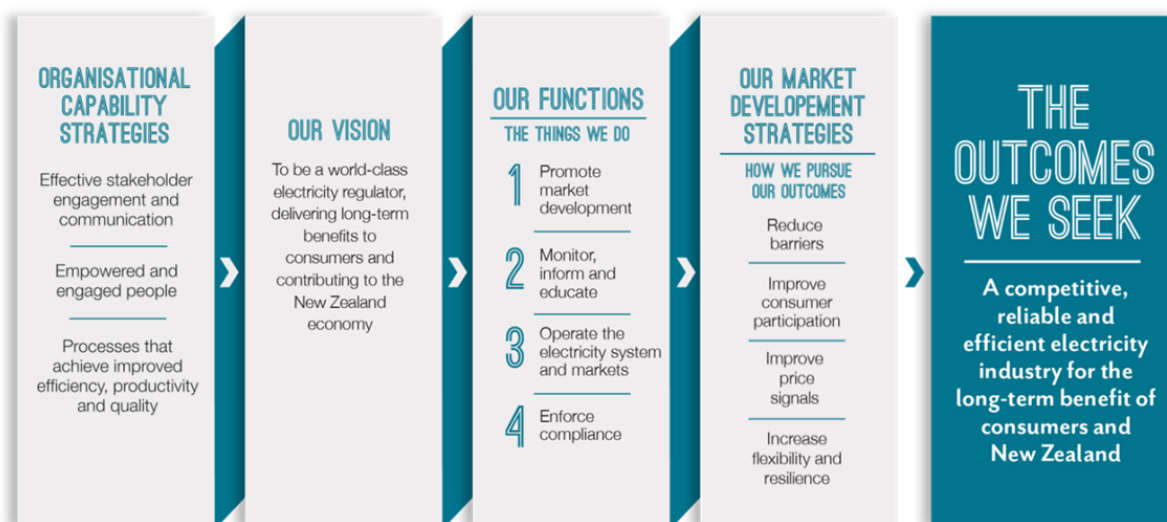 ORGANISATIONAL
CAPABILITY
STRATEGIES
Effective stakeholder
engagement and
communication
Empowered and
engaged people
Processes that
achieve improved
efficiency, productivity
and quality
OUR VISION
To be a world-class
electricity regulator,
delivering long-term
benefits to
consumers and
contributing to the
New Zealand
economy
OUR FUNCTIONS
THE THINGS WE DO
1 Promote
market
development
2 Monitor,
inform and
educate
3 Operate the
electricity system
and markets
4 Enforce
compliance
OUR MARKET
DEVELOPEMENT
STRATEGIES
HOW WE PURSUE
OUR OUTCOMES
Reduce
barriers
Improve
consumer
participation
Improve
price
signals
Increase
flexibility and
resilience
THE
OUTCOMES
WE SEEK
A competitive,
reliable and
efficient electricity
industry for the
long-term benefit of
consumers and
New Zealand